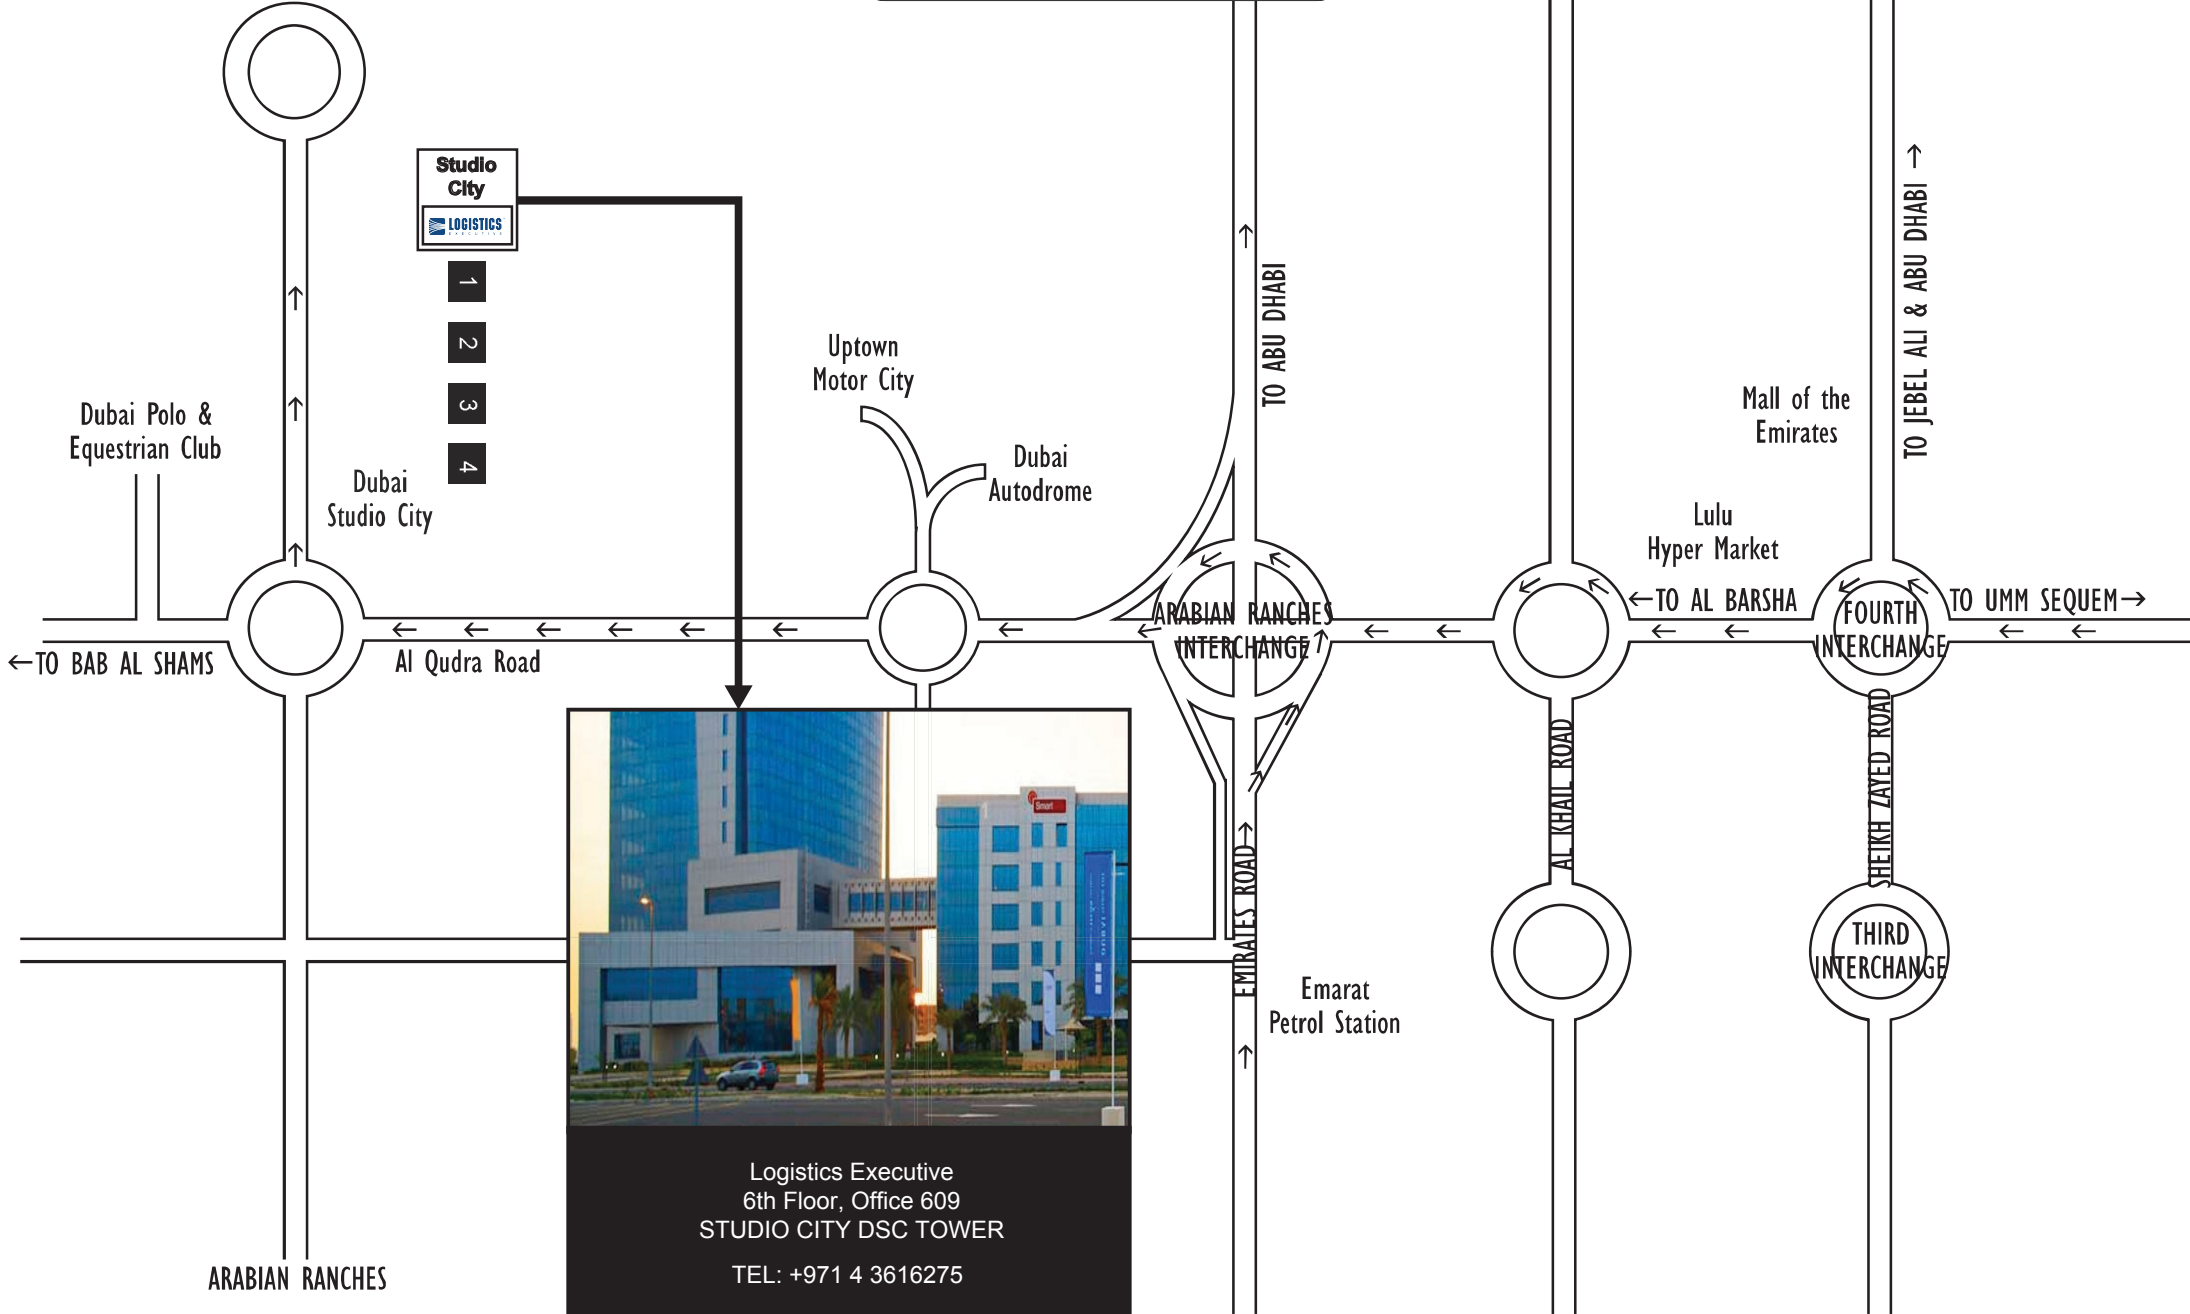 Studio
City
LOGISTICS
EXECUTIVE
1
2
3
4
Uptown
Motor City
Dubai
Autodrome
Dubai Polo &
Equestrian Club
Dubai
Studio City
TO ABU DHABI
TO JEBEL ALI & ABU DHABI →
Mall of the
Emirates
Lulu
Hyper Market
←TO AL BARSHA
TO UMM SEQUEM→
ARABIAN RANCHES
INTERCHANGE
FOURTH
INTERCHANGE
←TO BAB AL SHAMS
Al Qudra Road
EMIRATES ROAD→
AL KHAIL ROAD
SHEIKH ZAYED ROAD
THIRD
INTERCHANGE
Emarat
Petrol Station
Smart
Logistics Executive
6th Floor, Office 609
STUDIO CITY DSC TOWER
TEL: +971 4 3616275
ARABIAN RANCHES